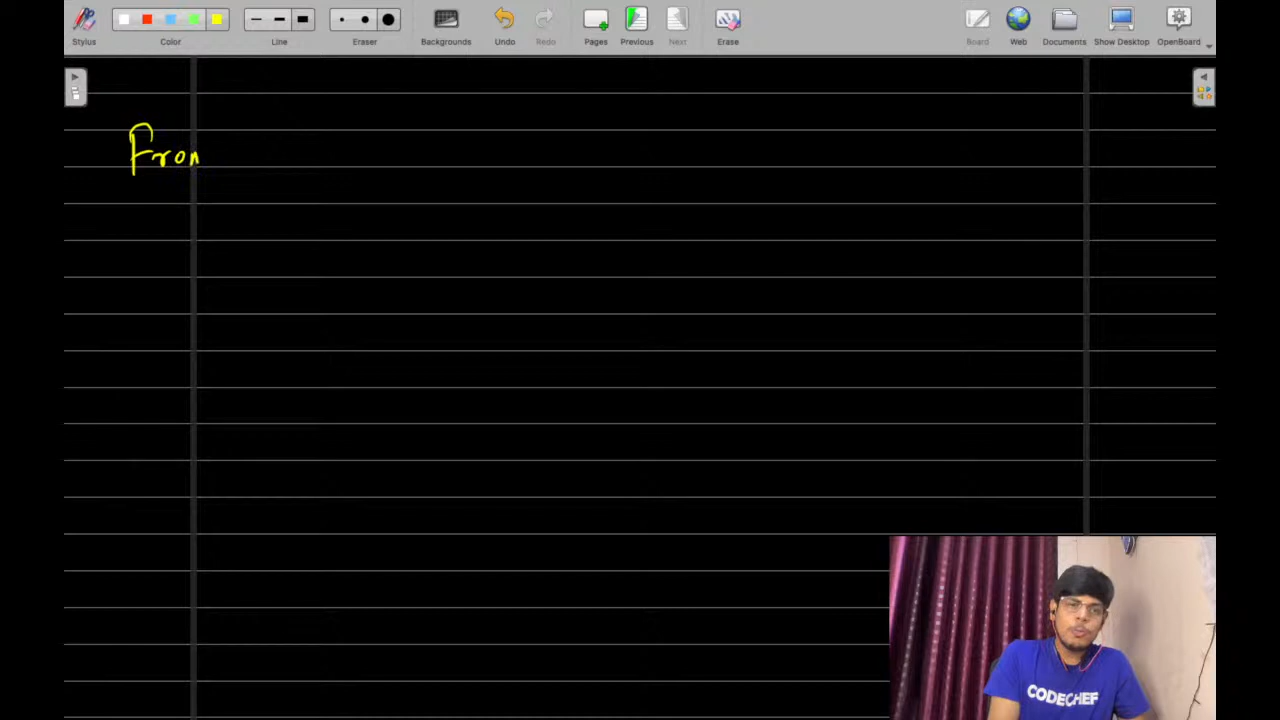 Stylus Color Line Eraser Backgrounds Undo Redo Pages Previous Next Erase Board Web Documents Show Desktop OpenBoard
Fron
CODECHEF